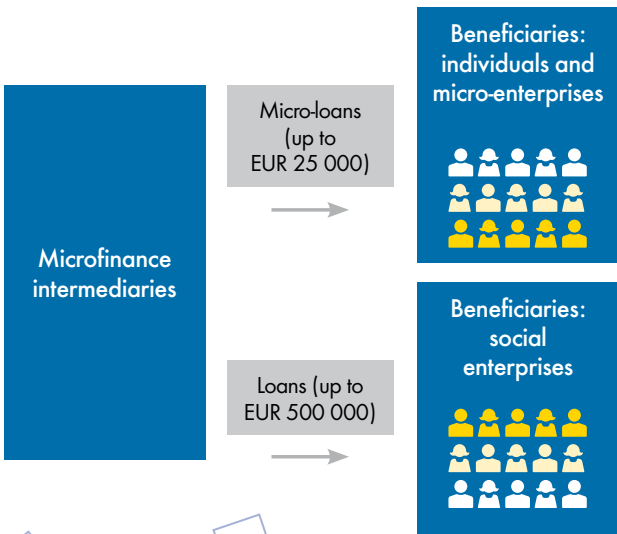 Microfinance
intermediaries
Micro-loans
(up to
EUR 25 000)
Beneficiaries:
individuals and
micro-enterprises
Loans (up to
EUR 500 000)
Beneficiaries:
social
enterprises